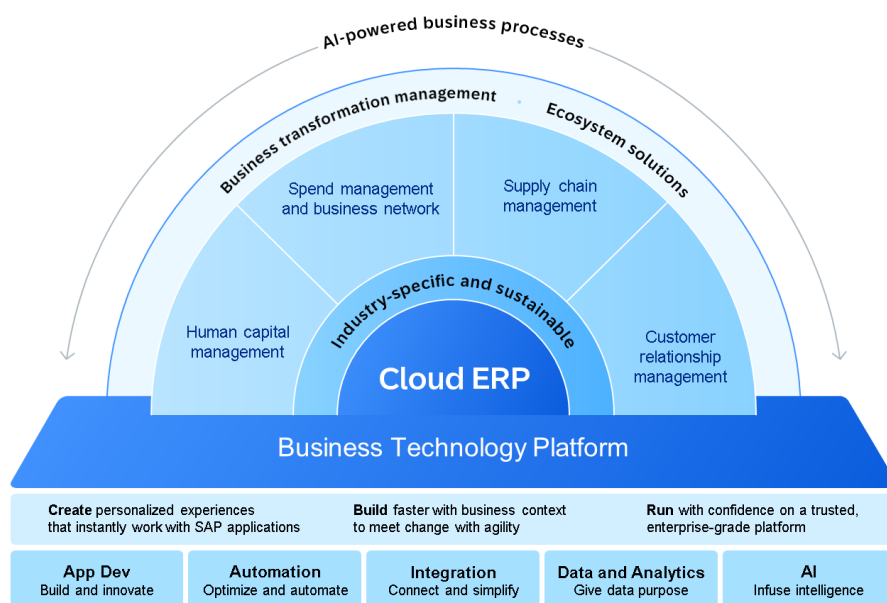 AI-powered business processes
Business transformation management · Ecosystem solutions
Spend management
and business network
Supply chain
management
Human capital
management
Customer
relationship
management
Industry-specific and sustainable
Cloud ERP
Business Technology Platform
Create personalized experiences
that instantly work with SAP applications
Build faster with business context
to meet change with agility
Run with confidence on a trusted,
enterprise-grade platform
App Dev
Build and innovate
Automation
Optimize and automate
Integration
Connect and simplify
Data and Analytics
Give data purpose
AI
Infuse intelligence